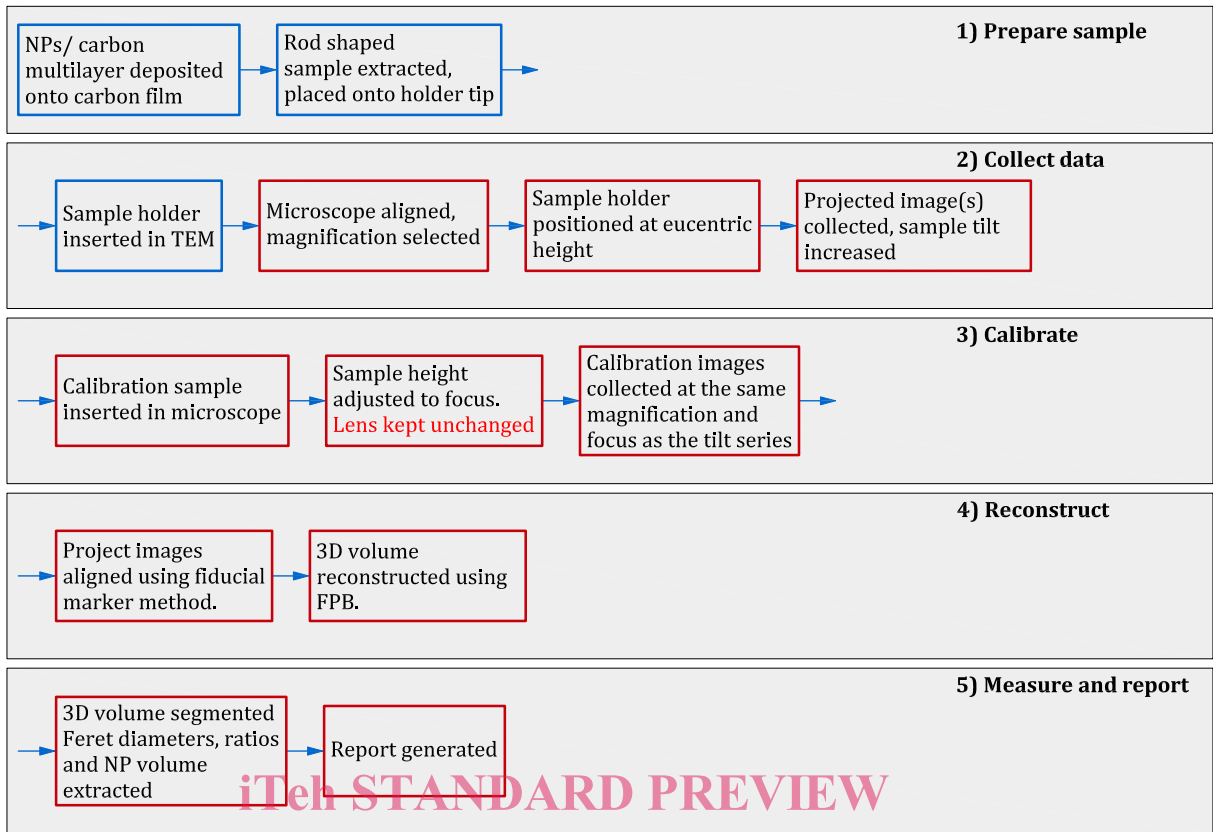 1) Prepare sample
NPs/ carbon
multilayer deposited
onto carbon film
Rod shaped
sample extracted,
placed onto holder tip
2) Collect data
Sample holder
inserted in TEM
Microscope aligned,
magnification selected
Sample holder
positioned at eucentric
height
Projected image(s)
collected, sample tilt
increased
3) Calibrate
Calibration sample
inserted in microscope
Sample height
adjusted to focus.
Lens kept unchanged
Calibration images
collected at the same
magnification and
focus as the tilt series
4) Reconstruct
Project images
aligned using fiducial
marker method.
3D volume
reconstructed using
FPB.
5) Measure and report
3D volume segmented
Feret diameters, ratios
and NP volume
extracted
Report generated
iTeh STANDARD PREVIEW